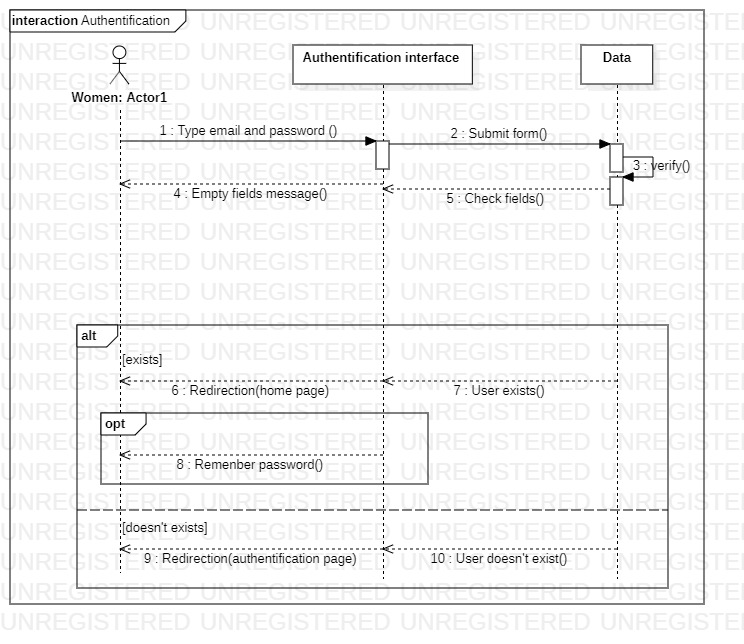 interaction Authentification
Authentification interface
Data
Women: Actor1
1 : Type email and password ()
2 : Submit form()
3 : verify()
4 : Empty fields message()
5 : Check fields()
alt
[exists]
6 : Redirection(home page)
7 : User exists()
opt
8 : Remenber password()
[doesn't exists]
9 : Redirection(authentification page)
10 : User doesn't exist()
UNREGISTERED